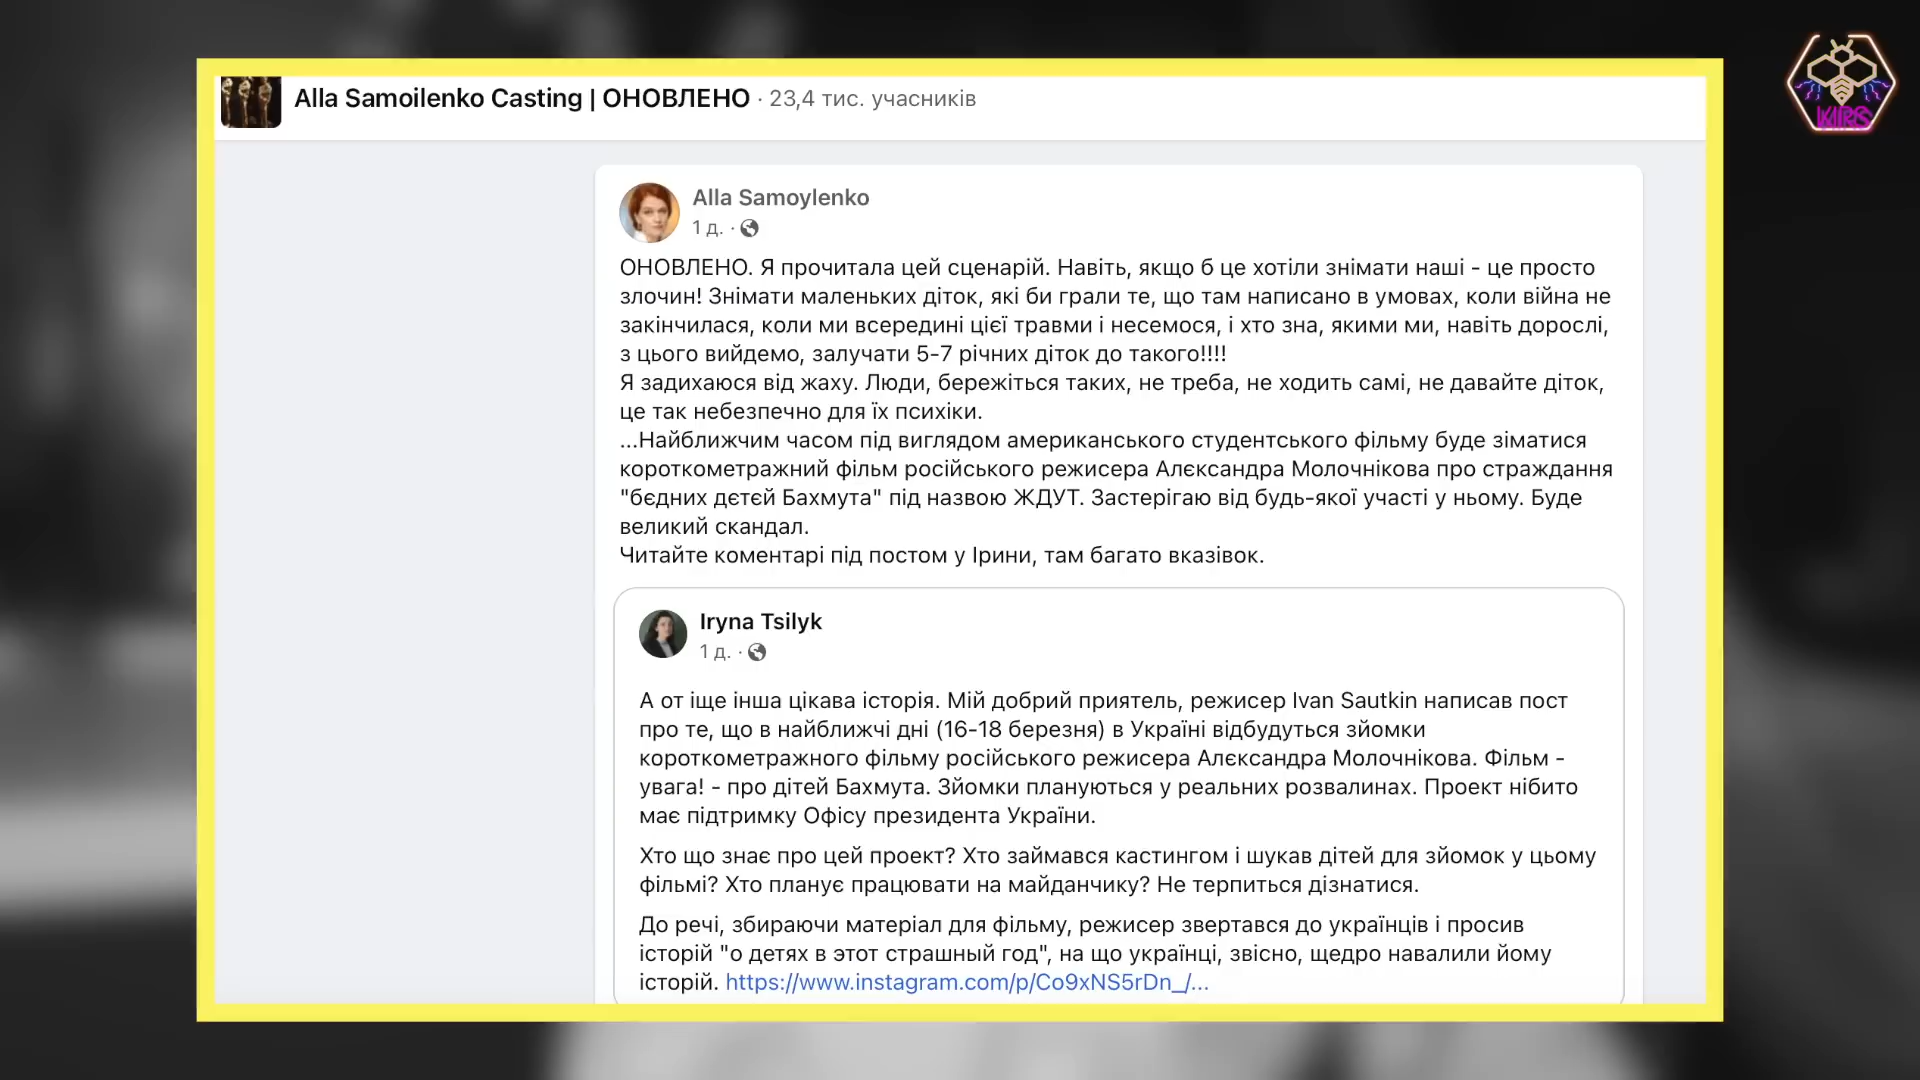 Alla Samoilenko Casting | ОНОВЛЕНО · 23,4 тис. учасників
KRS
Alla Samoylenko
1 д. ·
ОНОВЛЕНО. Я прочитала цей сценарій. Навіть, якщо б це хотіли знімати наші - це просто
злочин! Знімати маленьких діток, які би грали те, що там написано в умовах, коли війна не
закінчилася, коли ми всередині цієї травми і несемося, і хто зна, якими ми, навіть дорослі,
з цього вийдемо, залучати 5-7 річних діток до такого!!!!
Я задихаюся від жаху. Люди, бережіться таких, не треба, не ходить самі, не давайте діток,
це так небезпечно для їх психіки.
...Найближчим часом під виглядом американського студентського фільму буде зіматися
короткометражний фільм російського режисера Алєксандра Молочнікова про страждання
"бєдних дєтєй Бахмута" під назвою ЖДУТ. Застерігаю від будь-якої участі у ньому. Буде
великий скандал.
Читайте коментарі під постом у Ірини, там багато вказівок.
Iryna Tsilyk
1 д. ·
А от іще інша цікава історія. Мій добрий приятель, режисер Ivan Sautkin написав пост
про те, що в найближчі дні (16-18 березня) в Україні відбудуться зйомки
короткометражного фільму російського режисера Алєксандра Молочнікова. Фільм -
увага! - про дітей Бахмута. Зйомки плануються у реальних розвалинах. Проект нібито
має підтримку Офісу президента України.
Хто що знає про цей проект? Хто займався кастингом і шукав дітей для зйомок у цьому
фільмі? Хто планує працювати на майданчику? Не терпиться дізнатися.
До речі, збираючи матеріал для фільму, режисер звертався до українців і просив
історій "о детях в этот страшный год", на що українці, звісно, щедро навалили йому
історій. https://www.instagram.com/p/Co9xNS5rDn_/...